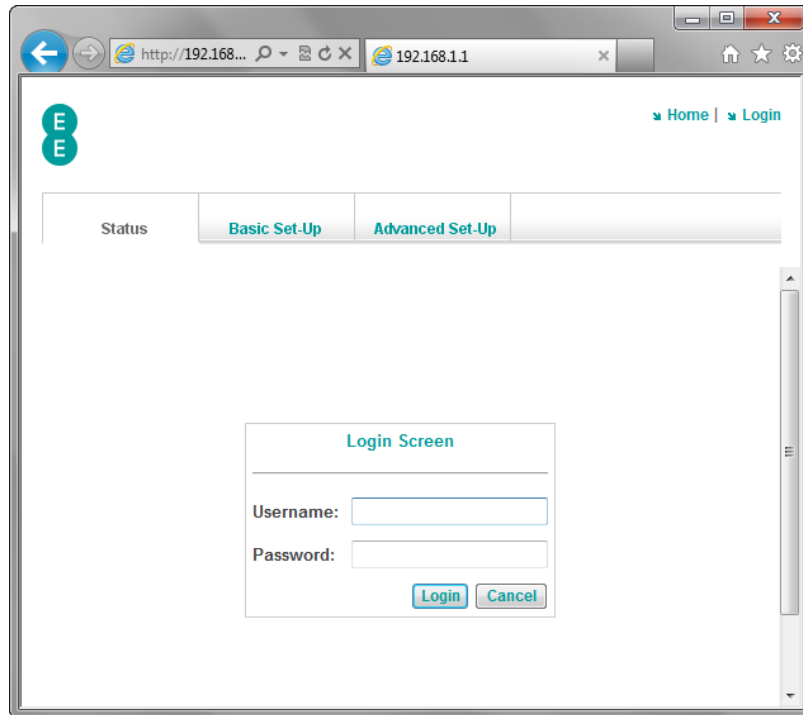 http://192.168... 192.168.1.1
E
E
Home | Login
Status Basic Set-Up Advanced Set-Up
Login Screen
Username:
Password:
Login Cancel